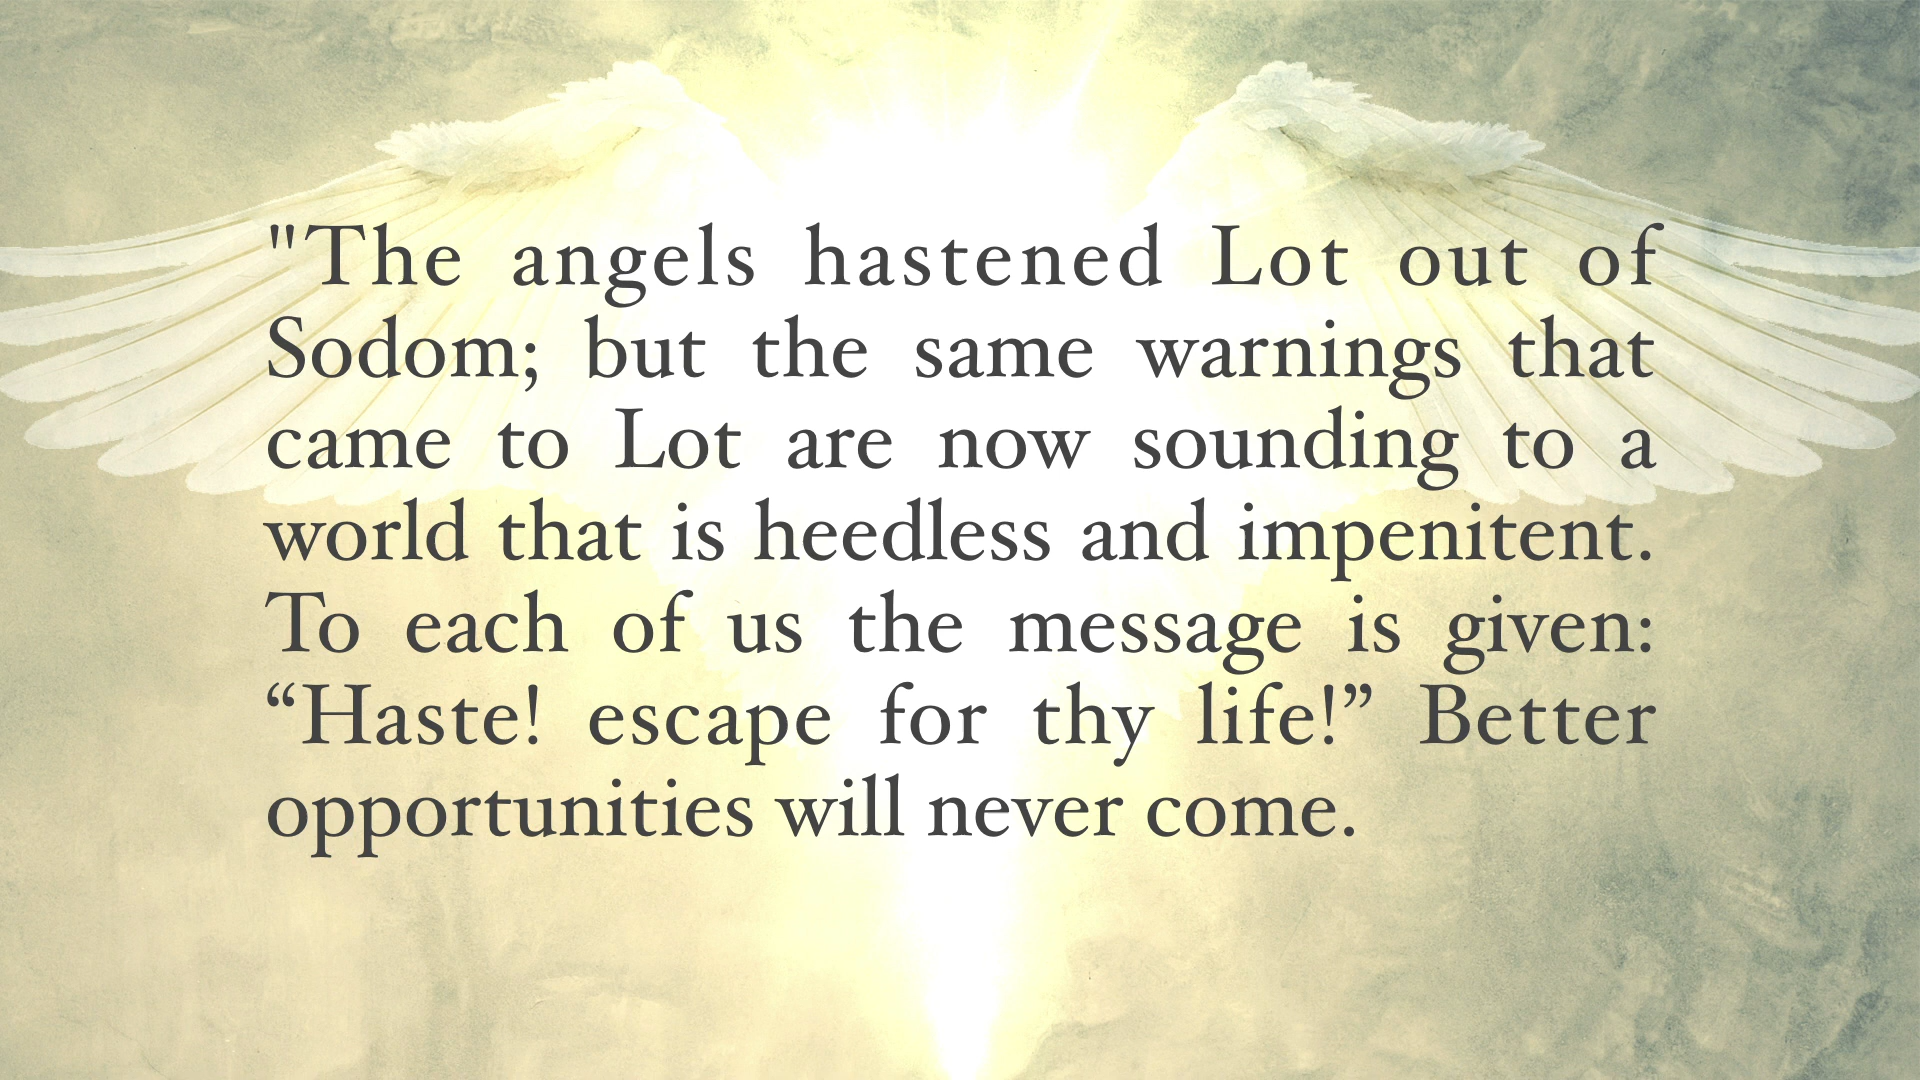 "The angels hastened Lot out of
Sodom; but the same warnings that
came to Lot are now sounding to a
world that is heedless and impenitent.
To each of us the message is given:
“Haste! escape for thy life!” Better
opportunities will never come.